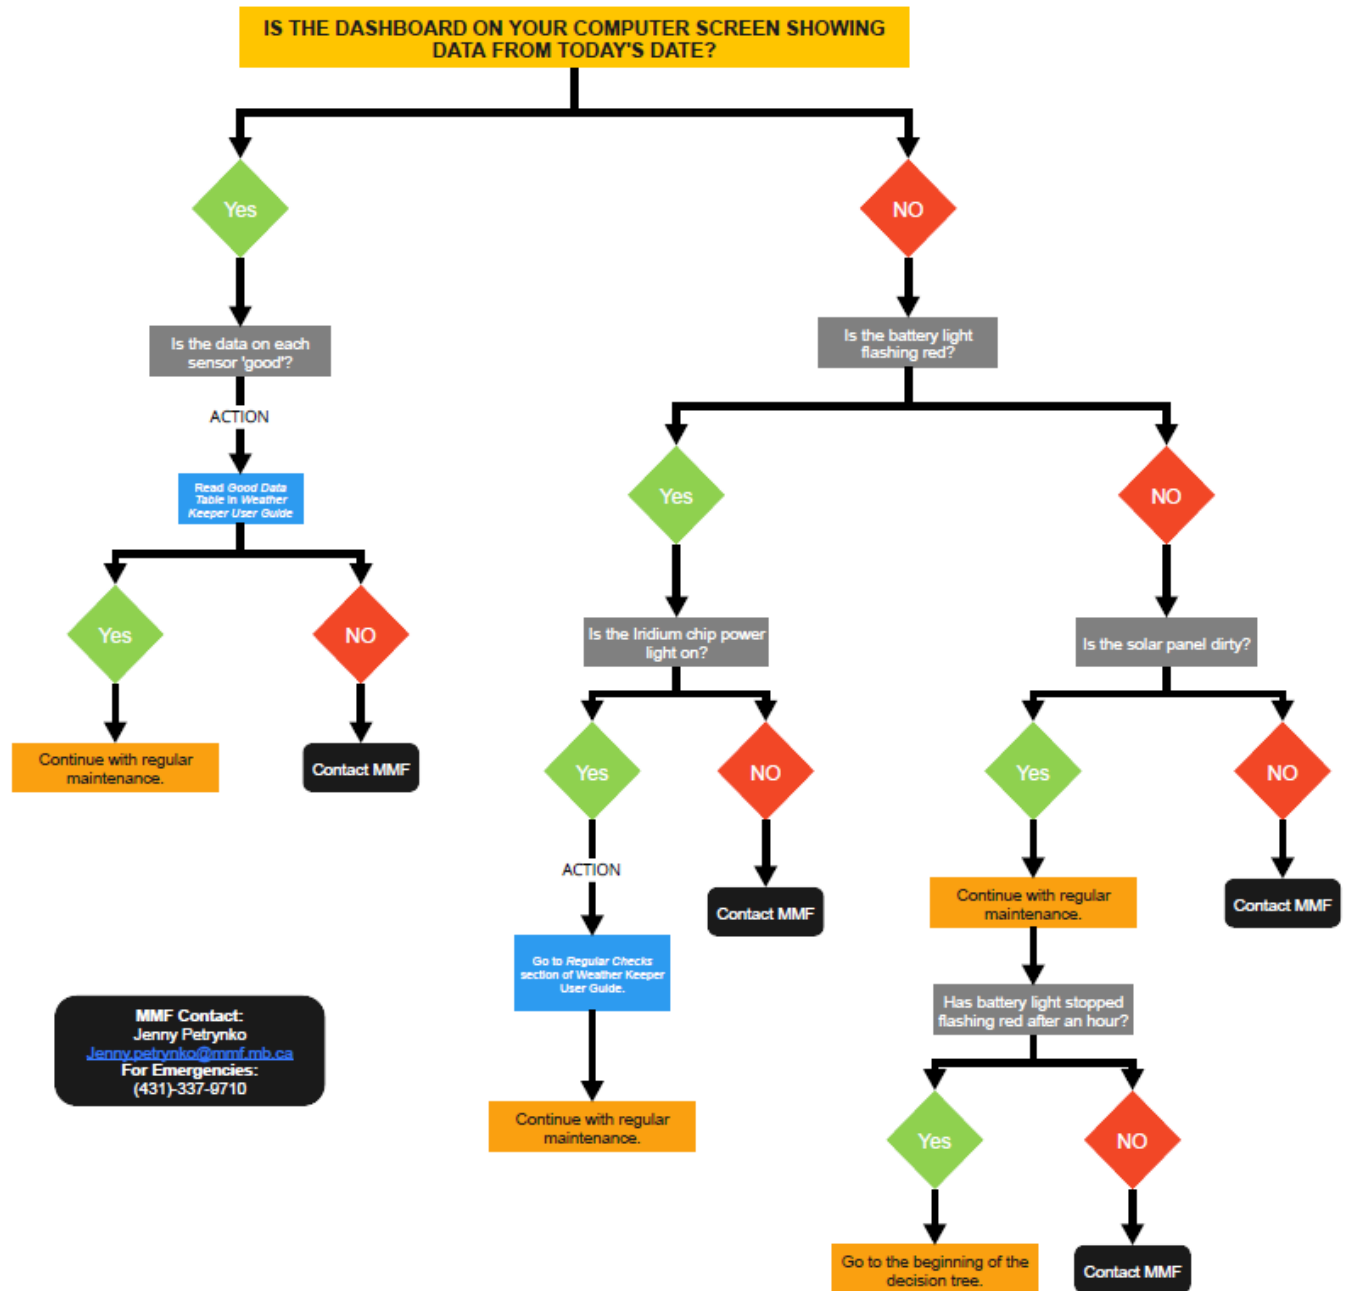 IS THE DASHBOARD ON YOUR COMPUTER SCREEN SHOWING
DATA FROM TODAY'S DATE?
Yes
NO
Is the data on each
sensor 'good'?
Is the battery light
flashing red?
ACTION
Read Good Data
Table in Weather
Keeper User Guide
Yes
NO
Yes
NO
Is the Iridium chip power
light on?
Is the solar panel dirty?
Continue with regular
maintenance.
Contact MMF
Yes
NO
Yes
NO
ACTION
Contact MMF
Continue with regular
maintenance.
Contact MMF
Go to Regular Checks
section of Weather Keeper
User Guide.
Has battery light stopped
flashing red after an hour?
MMF Contact:
Jenny Petrynko
Jenny.petrynko@mmf.mb.ca
For Emergencies:
(431)-337-9710
Continue with regular
maintenance.
Yes
NO
Go to the beginning of the
decision tree.
Contact MMF